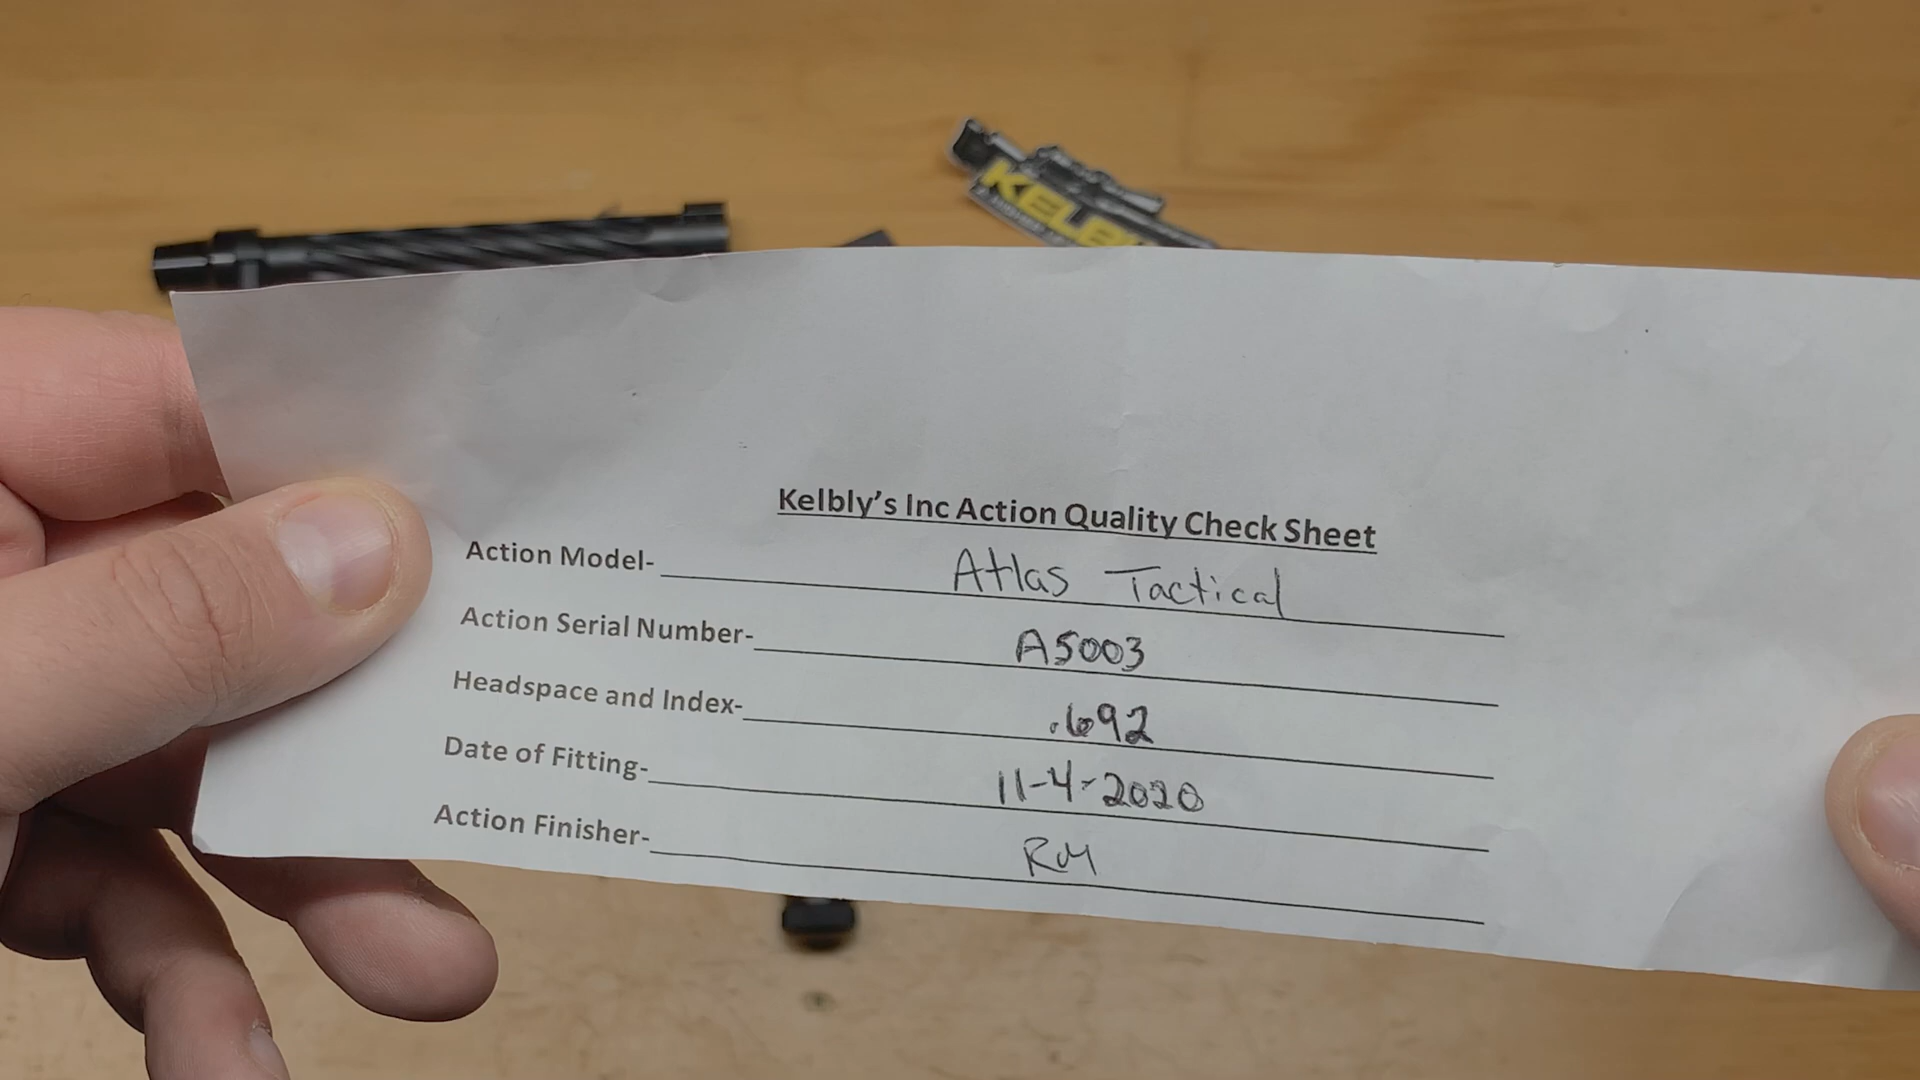 KELB
Kelbly's Inc Action Quality Check Sheet
Action Model- Atlas Tactical
Action Serial Number- A5003
Headspace and Index- .692
Date of Fitting- 11-4-2020
Action Finisher- RM